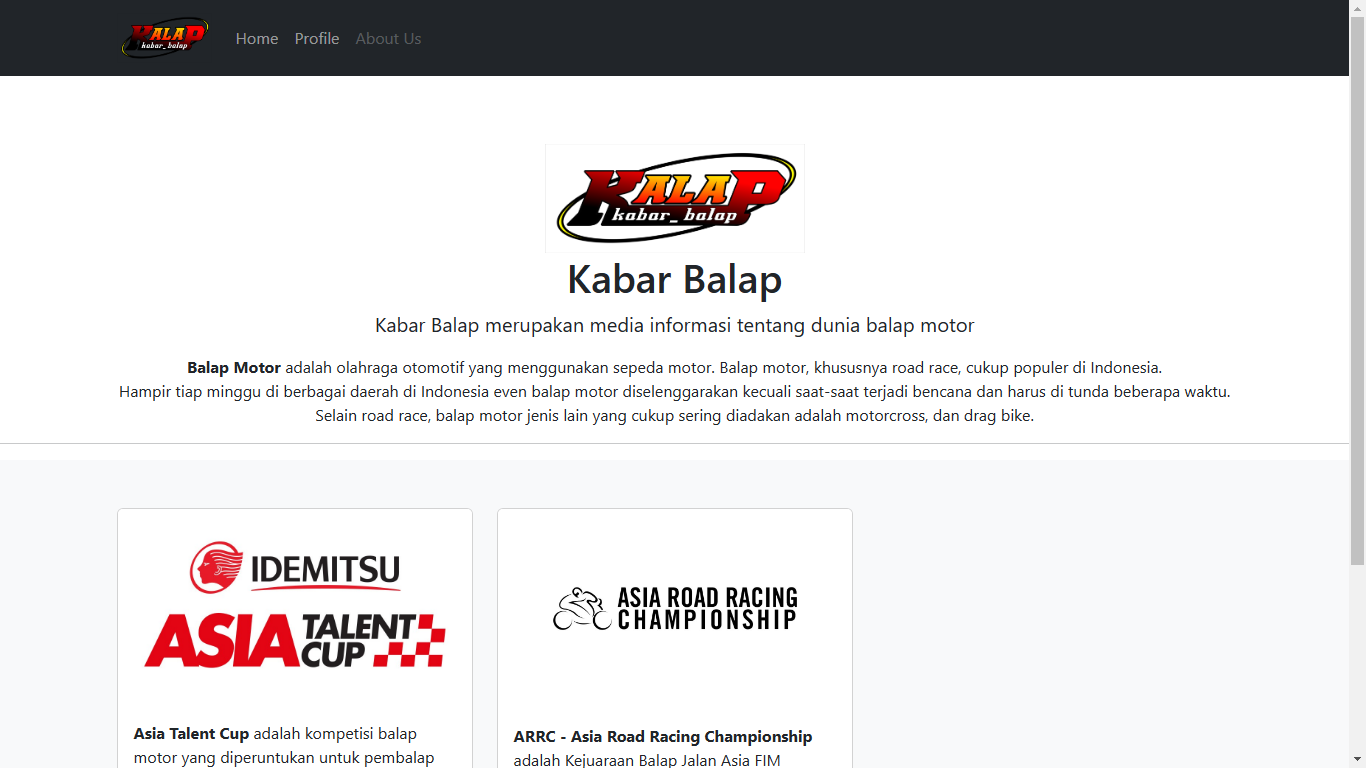 KALAP
kabar_balap
Home
Profile
About Us
KALAP
kabar_balap
Kabar Balap
Kabar Balap merupakan media informasi tentang dunia balap motor
Balap Motor adalah olahraga otomotif yang menggunakan sepeda motor. Balap motor, khususnya road race, cukup populer di Indonesia.
Hampir tiap minggu di berbagai daerah di Indonesia even balap motor diselenggarakan kecuali saat-saat terjadi bencana dan harus di tunda beberapa waktu.
Selain road race, balap motor jenis lain yang cukup sering diadakan adalah motorcross, dan drag bike.
IDEMITSU
ASIA TALENT
CUP
Asia Talent Cup adalah kompetisi balap
motor yang diperuntukan untuk pembalap
ASIA ROAD RACING
CHAMPIONSHIP
ARRC - Asia Road Racing Championship
adalah Kejuaraan Balap Jalan Asia FIM